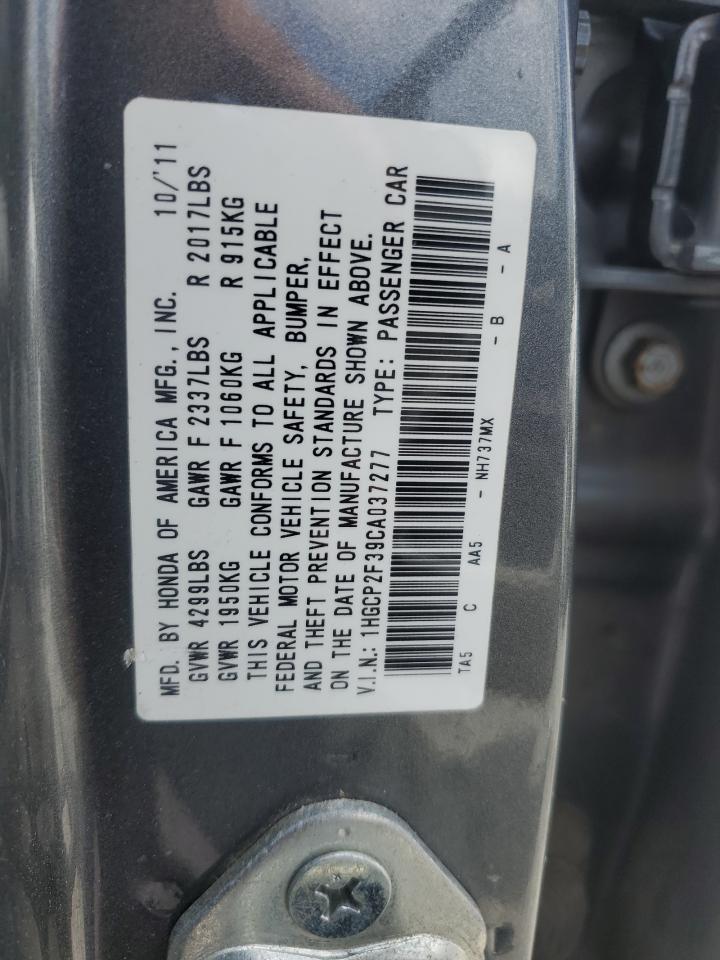 MFD. BY HONDA OF AMERICA MFG., INC. 10/'11
GVWR 4299LBS GAWR F 2337LBS R 2017LBS
GVWR 1950KG GAWR F 1060KG R 915KG
THIS VEHICLE CONFORMS TO ALL APPLICABLE
FEDERAL MOTOR VEHICLE SAFETY, BUMPER,
AND THEFT PREVENTION STANDARDS IN EFFECT
ON THE DATE OF MANUFACTURE SHOWN ABOVE.
V.I.N.: 1HGCP2F39CA037277 TYPE: PASSENGER CAR
TA5 C AA5 - NH737MX - B - A